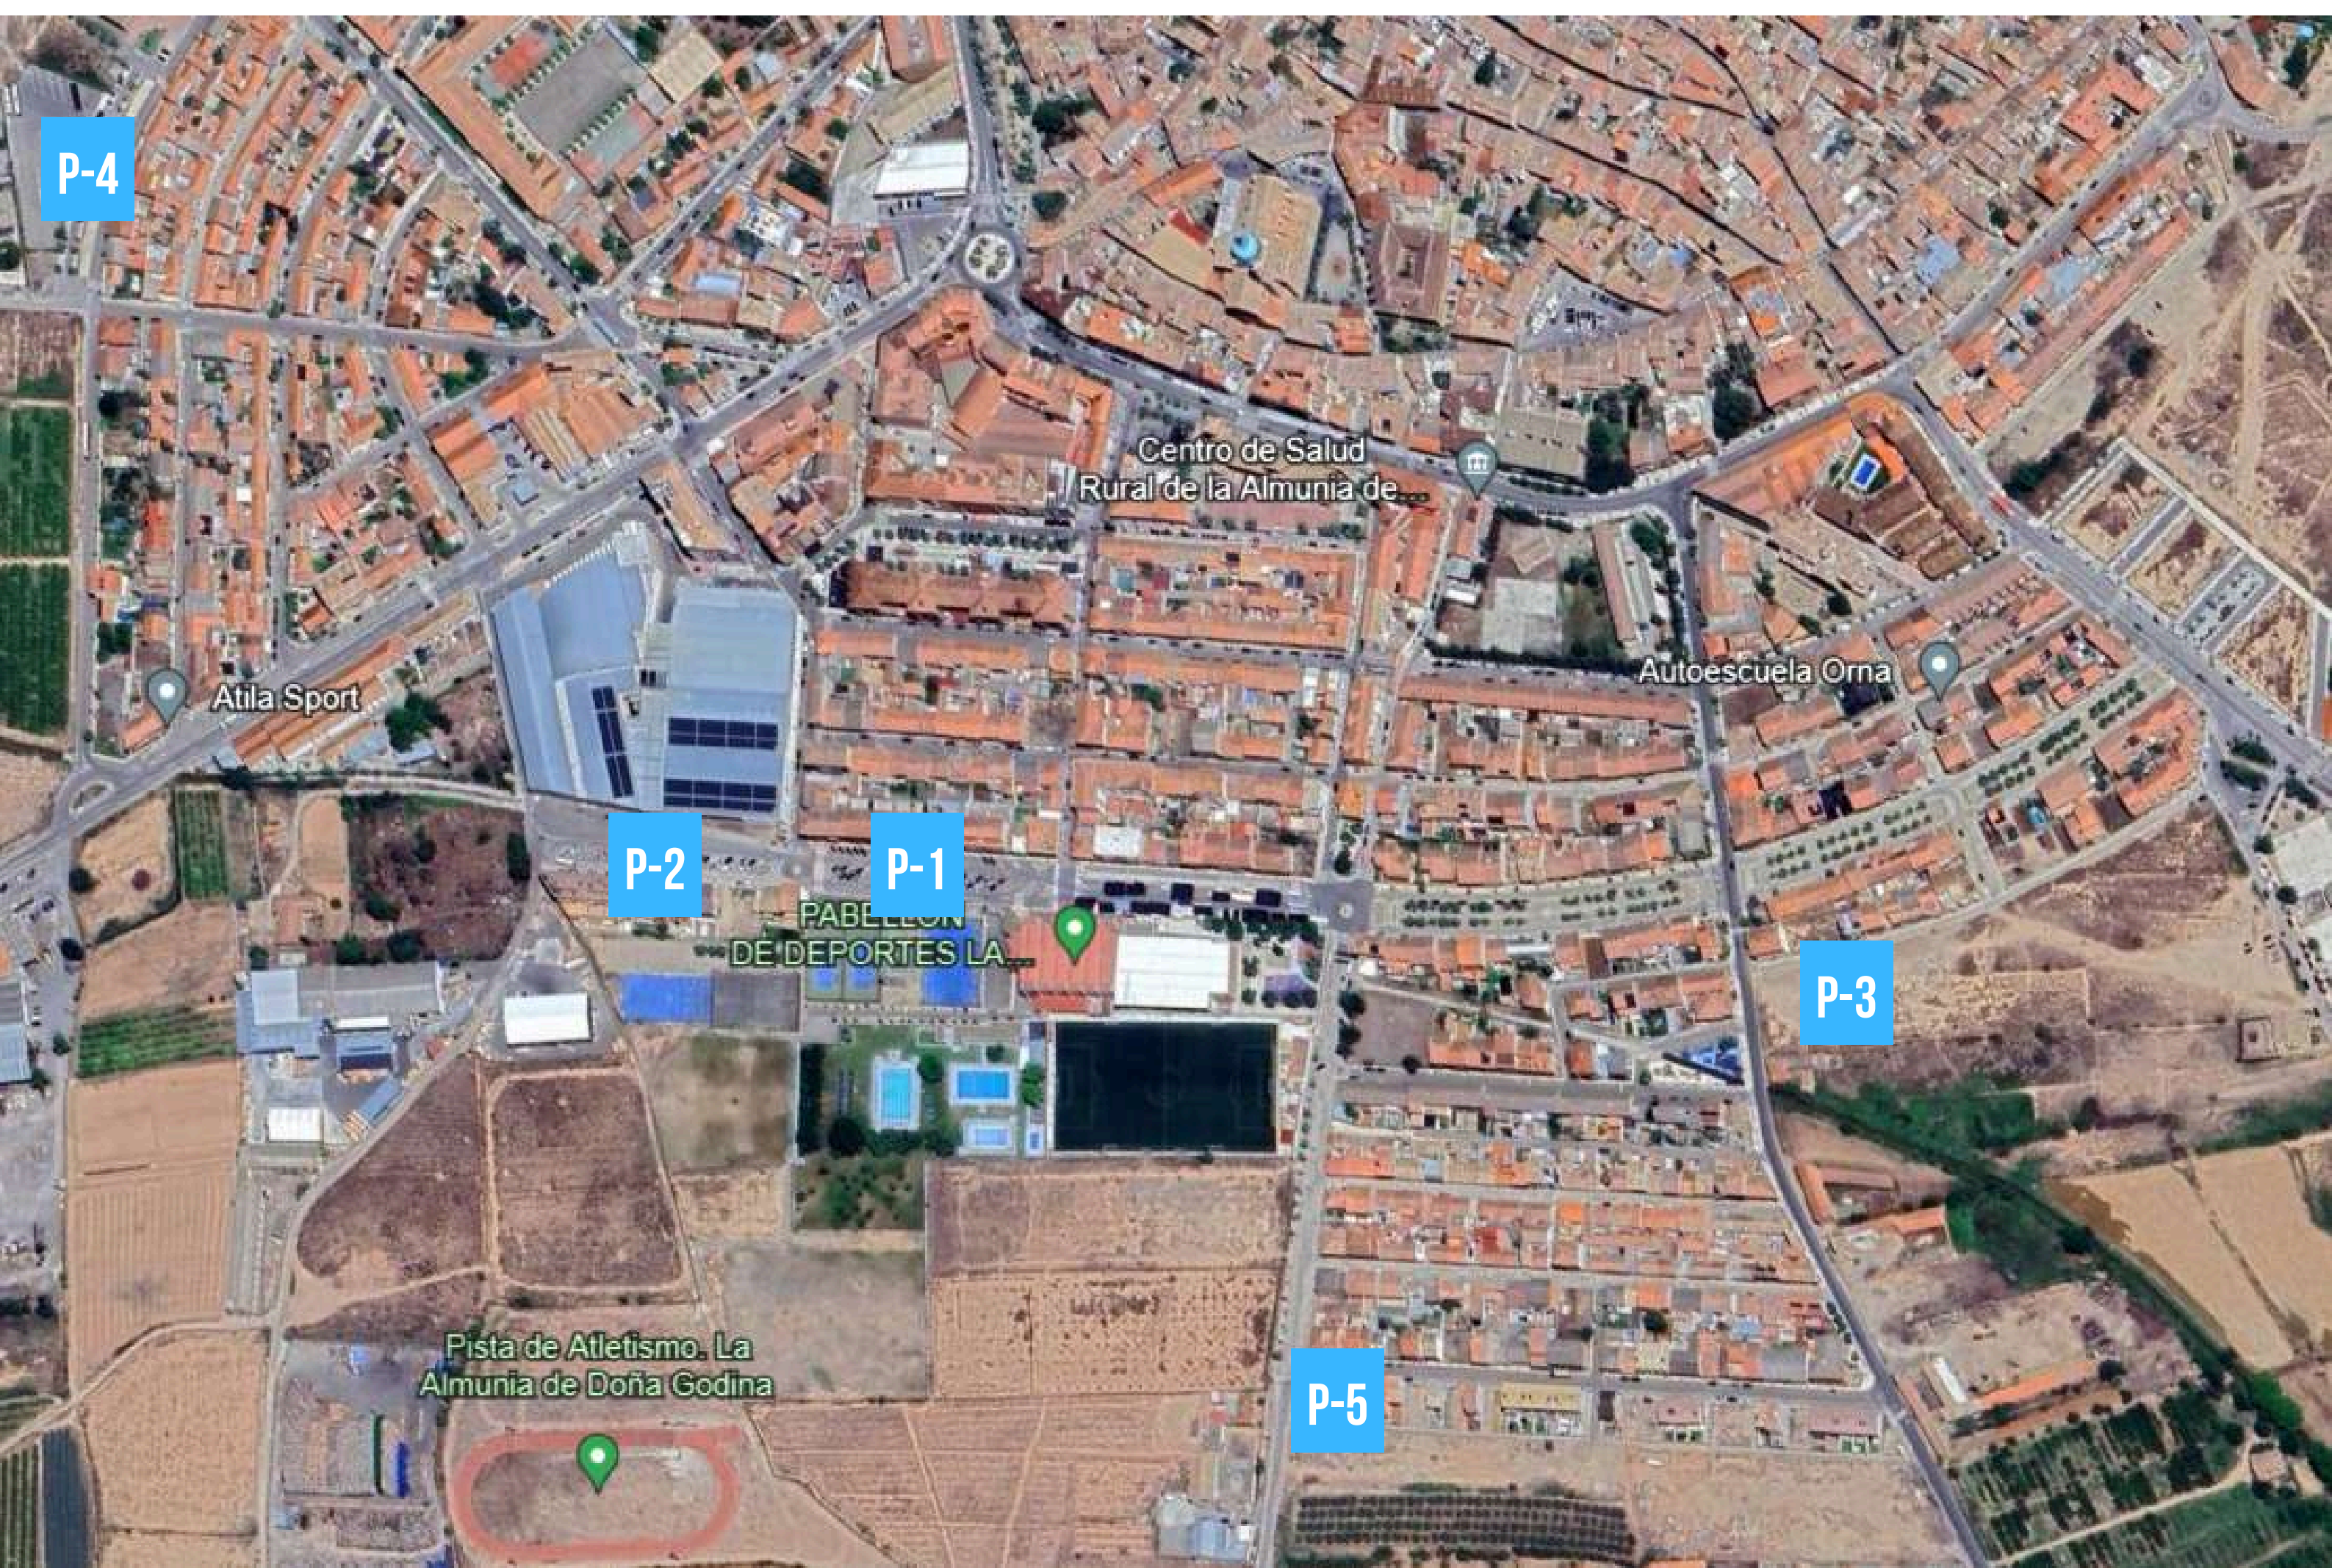 P-4
Centro de Salud
Rural de la Almunia de...
Autoescuela Orna
Atila Sport
P-2
P-1
PABELLÓN
DE DEPORTES LA...
P-3
Pista de Atletismo. La
Almunia de Doña Godina
P-5